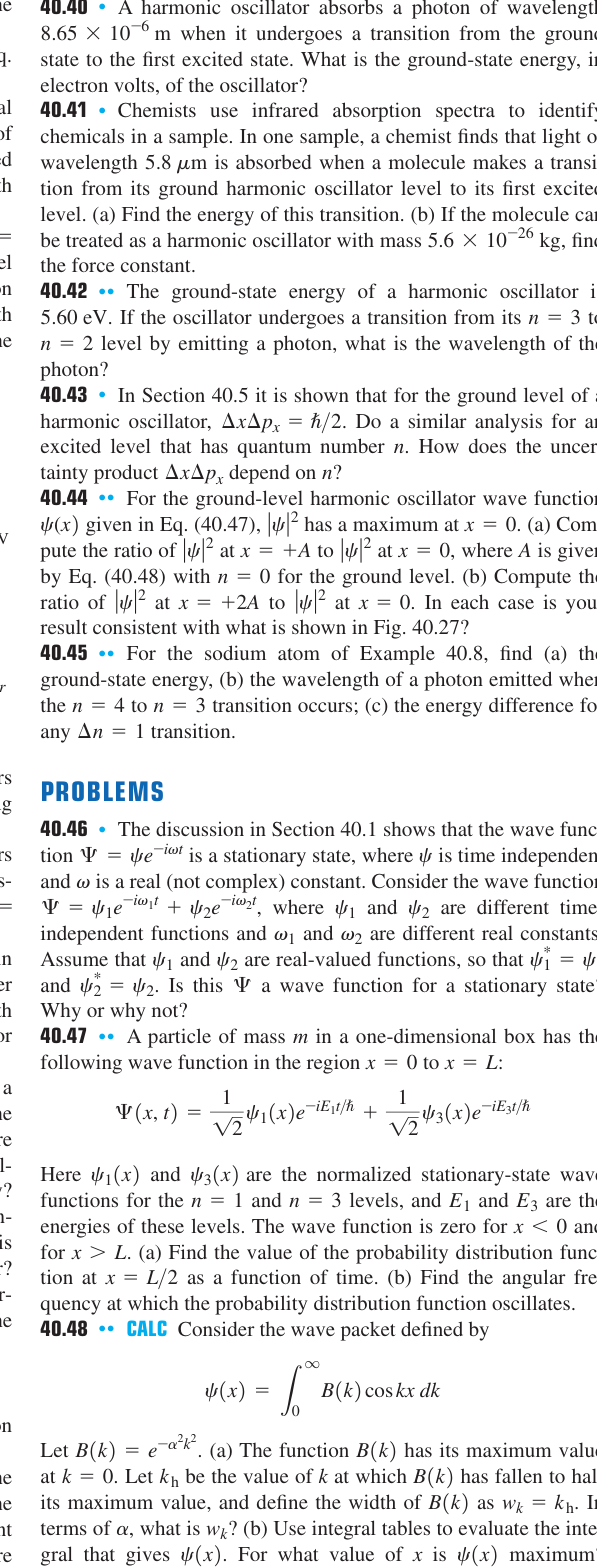 40.40 • A harmonic oscillator absorbs a photon of wavelength
8.65 × 10⁻⁶ m when it undergoes a transition from the ground
state to the first excited state. What is the ground-state energy, in
electron volts, of the oscillator?
40.41 • Chemists use infrared absorption spectra to identify
chemicals in a sample. In one sample, a chemist finds that light of
wavelength 5.8 μm is absorbed when a molecule makes a transi
tion from its ground harmonic oscillator level to its first excited
level. (a) Find the energy of this transition. (b) If the molecule can
be treated as a harmonic oscillator with mass 5.6 × 10⁻²⁶ kg, find
the force constant.
40.42 •• The ground-state energy of a harmonic oscillator i
5.60 eV. If the oscillator undergoes a transition from its n = 3 to
n = 2 level by emitting a photon, what is the wavelength of the
photon?
40.43 • In Section 40.5 it is shown that for the ground level of a
harmonic oscillator, ΔxΔpₓ = ℏ/2. Do a similar analysis for an
excited level that has quantum number n. How does the uncer
tainty product ΔxΔpₓ depend on n?
40.44 •• For the ground-level harmonic oscillator wave function
ψ(x) given in Eq. (40.47), |ψ|² has a maximum at x = 0. (a) Com
pute the ratio of |ψ|² at x = +A to |ψ|² at x = 0, where A is given
by Eq. (40.48) with n = 0 for the ground level. (b) Compute the
ratio of |ψ|² at x = +2A to |ψ|² at x = 0. In each case is you
result consistent with what is shown in Fig. 40.27?
40.45 •• For the sodium atom of Example 40.8, find (a) the
ground-state energy, (b) the wavelength of a photon emitted when
the n = 4 to n = 3 transition occurs; (c) the energy difference fo
any Δn = 1 transition.
PROBLEMS
40.46 • The discussion in Section 40.1 shows that the wave func
tion Ψ = ψe^{−iωt} is a stationary state, where ψ is time independen
and ω is a real (not complex) constant. Consider the wave function
Ψ = ψ₁e^{−iω₁t} + ψ₂e^{−iω₂t}, where ψ₁ and ψ₂ are different time
independent functions and ω₁ and ω₂ are different real constants
Assume that ψ₁ and ψ₂ are real-valued functions, so that ψ₁* = ψ
and ψ₂* = ψ₂. Is this Ψ a wave function for a stationary state?
Why or why not?
40.47 •• A particle of mass m in a one-dimensional box has the
following wave function in the region x = 0 to x = L:
Ψ(x, t) = 1/√2 ψ₁(x)e^{−iE₁t/ℏ} + 1/√2 ψ₃(x)e^{−iE₃t/ℏ}
Here ψ₁(x) and ψ₃(x) are the normalized stationary-state wave
functions for the n = 1 and n = 3 levels, and E₁ and E₃ are the
energies of these levels. The wave function is zero for x < 0 and
for x > L. (a) Find the value of the probability distribution func
tion at x = L/2 as a function of time. (b) Find the angular fre
quency at which the probability distribution function oscillates.
40.48 •• CALC Consider the wave packet defined by
ψ(x) = ∫₀^∞ B(k) cos kx dk
Let B(k) = e^{−α²k²}. (a) The function B(k) has its maximum value
at k = 0. Let k_h be the value of k at which B(k) has fallen to hal
its maximum value, and define the width of B(k) as w_k = k_h. In
terms of α, what is w_k? (b) Use integral tables to evaluate the inte
gral that gives ψ(x). For what value of x is ψ(x) maximum?